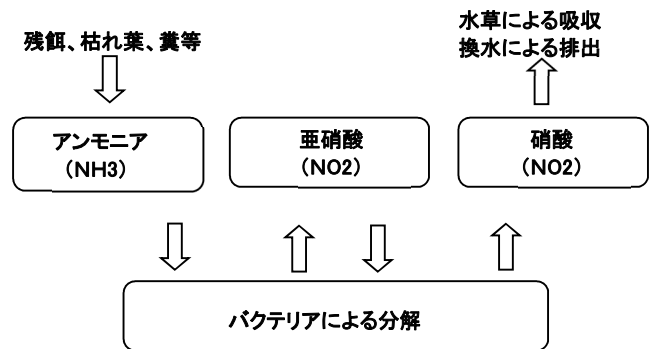 水草による吸収
換水による排出
残餌、枯れ葉、糞等
アンモニア
(NH3)
亜硝酸
(NO2)
硝酸
(NO2)
バクテリアによる分解